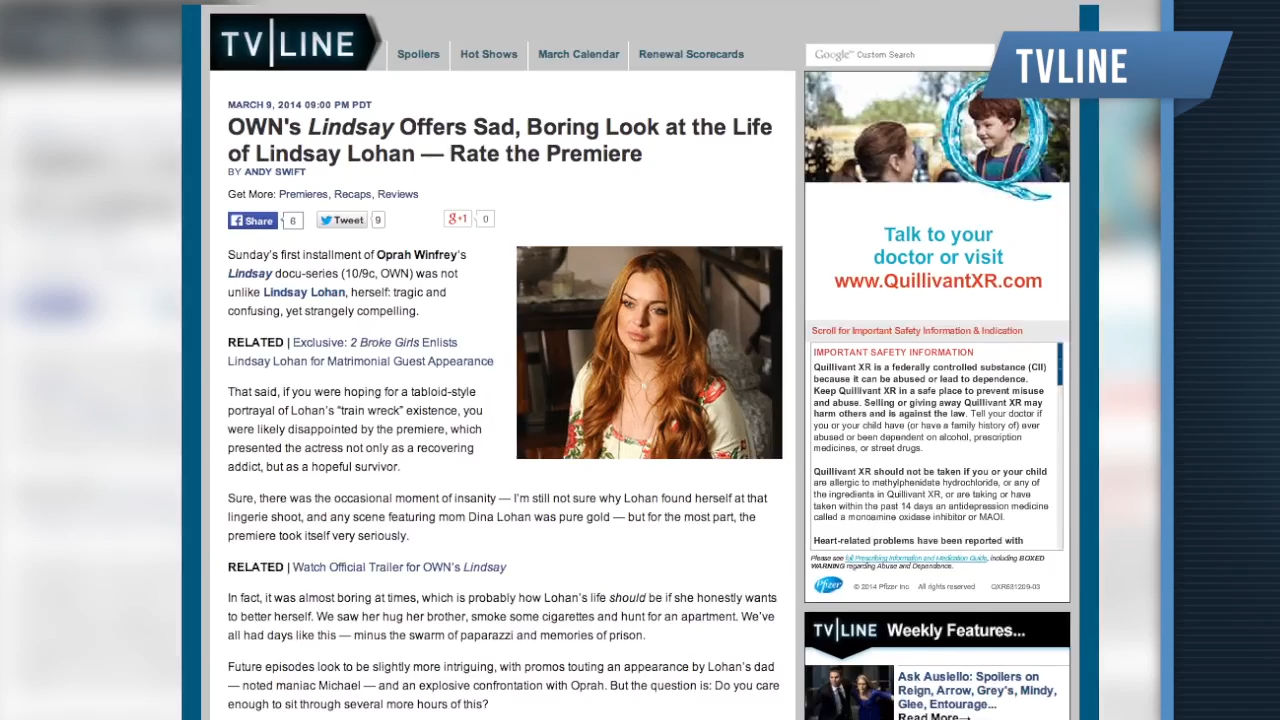 TV|LINE
Spoilers
Hot Shows
March Calendar
Renewal Scorecards
Google™ Custom Search
TVLINE
MARCH 9, 2014 09:00 PM PDT
OWN's Lindsay Offers Sad, Boring Look at the Life
of Lindsay Lohan — Rate the Premiere
BY ANDY SWIFT
Get More: Premieres, Recaps, Reviews
Share 6
Tweet 9
g+1 0
Sunday's first installment of Oprah Winfrey's
Lindsay docu-series (10/9c, OWN) was not
unlike Lindsay Lohan, herself: tragic and
confusing, yet strangely compelling.
RELATED | Exclusive: 2 Broke Girls Enlists
Lindsay Lohan for Matrimonial Guest Appearance
That said, if you were hoping for a tabloid-style
portrayal of Lohan's “train wreck” existence, you
were likely disappointed by the premiere, which
presented the actress not only as a recovering
addict, but as a hopeful survivor.
Sure, there was the occasional moment of insanity — I'm still not sure why Lohan found herself at that
lingerie shoot, and any scene featuring mom Dina Lohan was pure gold — but for the most part, the
premiere took itself very seriously.
RELATED | Watch Official Trailer for OWN's Lindsay
In fact, it was almost boring at times, which is probably how Lohan's life should be if she honestly wants
to better herself. We saw her hug her brother, smoke some cigarettes and hunt for an apartment. We've
all had days like this — minus the swarm of paparazzi and memories of prison.
Future episodes look to be slightly more intriguing, with promos touting an appearance by Lohan's dad
— noted maniac Michael — and an explosive confrontation with Oprah. But the question is: Do you care
enough to sit through several more hours of this?
Talk to your
doctor or visit
www.QuillivantXR.com
Scroll for Important Safety Information & Indication
IMPORTANT SAFETY INFORMATION
Quillivant XR is a federally controlled substance (CII)
because it can be abused or lead to dependence.
Keep Quillivant XR in a safe place to prevent misuse
and abuse. Selling or giving away Quillivant XR may
harm others and is against the law. Tell your doctor if
you or your child have (or have a family history of) ever
abused or been dependent on alcohol, prescription
medicines, or street drugs.
Quillivant XR should not be taken if you or your child
are allergic to methylphenidate hydrochloride, or any of
the ingredients in Quillivant XR, or are taking or have
taken within the past 14 days an antidepression medicine
called a monoamine oxidase inhibitor or MAOI.
Heart-related problems have been reported with
Please see full Prescribing Information and Medication Guide, including BOXED
WARNING regarding Abuse and Dependence.
Pfizer © 2014 Pfizer Inc All rights reserved QXR631209-03
TV|LINE Weekly Features...
Ask Ausiello: Spoilers on
Reign, Arrow, Grey's, Mindy,
Glee, Entourage...
Read More→